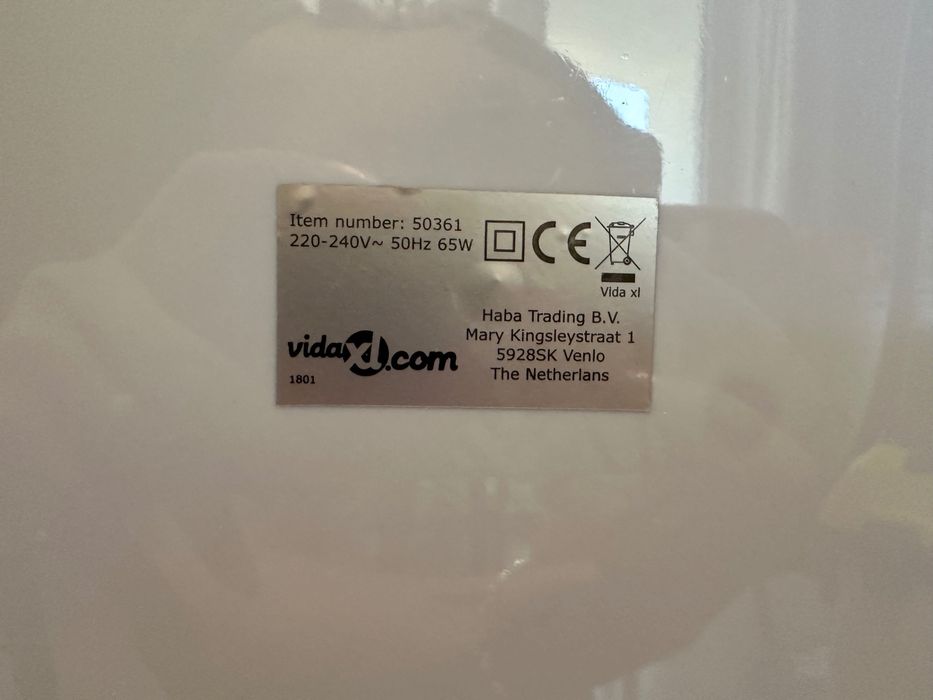 Item number: 50361
220-240V~ 50Hz 65W
CE
Vida xl
Haba Trading B.V.
Mary Kingsleystraat 1
5928SK Venlo
The Netherlans
vidaXL.com
1801